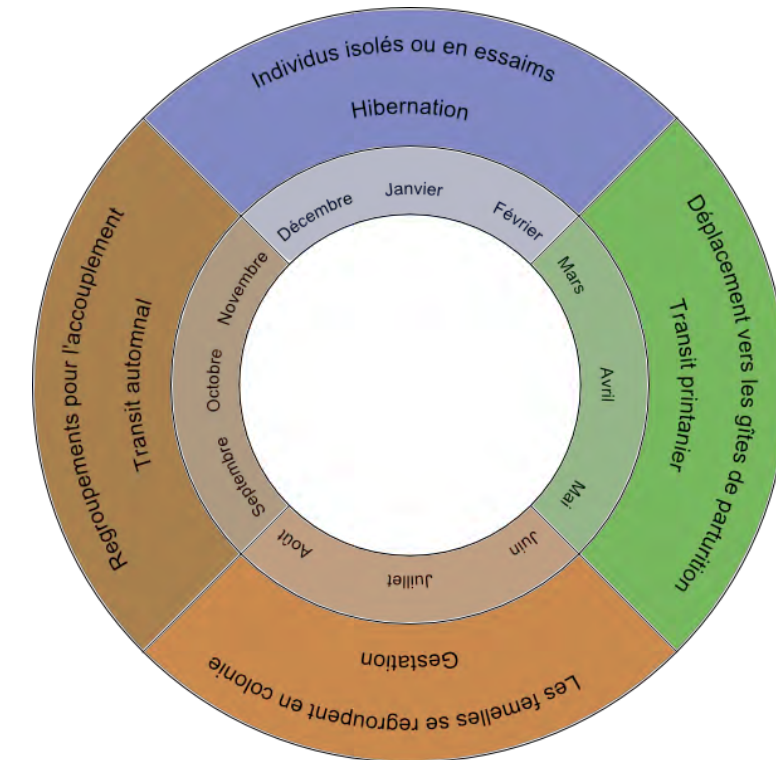 Individus isolés ou en essaims
Hibernation
Décembre
Janvier
Février
Déplacement vers les gîtes de parturition
Transit printanier
Mars
Avril
Mai
Juin
Juillet
Août
Gestation
Les femelles se regroupent en colonie
Septembre
Octobre
Novembre
Transit automnal
Regroupements pour l'accouplement